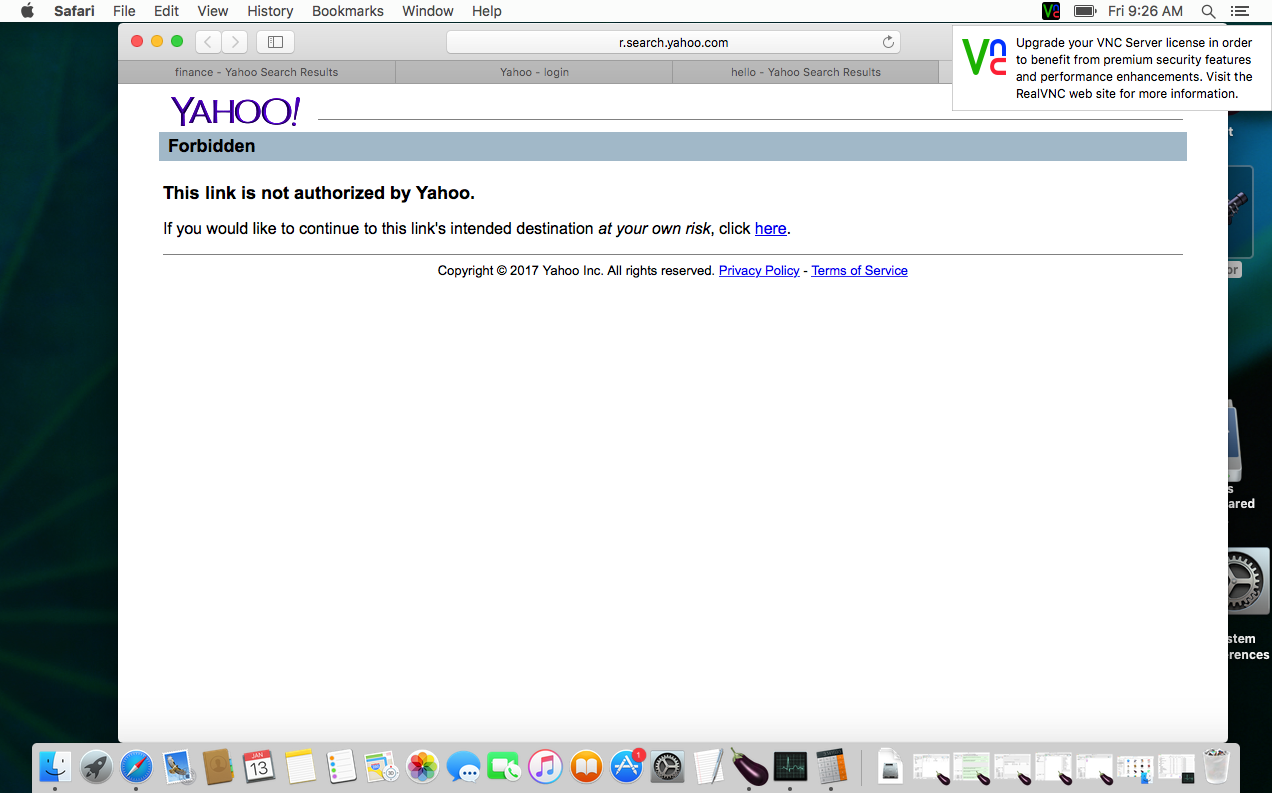 Safari File Edit View History Bookmarks Window Help
Fri 9:26 AM
r.search.yahoo.com
finance - Yahoo Search Results
Yahoo - login
hello - Yahoo Search Results
Vnc
Upgrade your VNC Server license in order
to benefit from premium security features
and performance enhancements. Visit the
RealVNC web site for more information.
YAHOO!
Forbidden
This link is not authorized by Yahoo.
If you would like to continue to this link's intended destination at your own risk, click here.
Copyright © 2017 Yahoo Inc. All rights reserved. Privacy Policy - Terms of Service
JAN
13
1